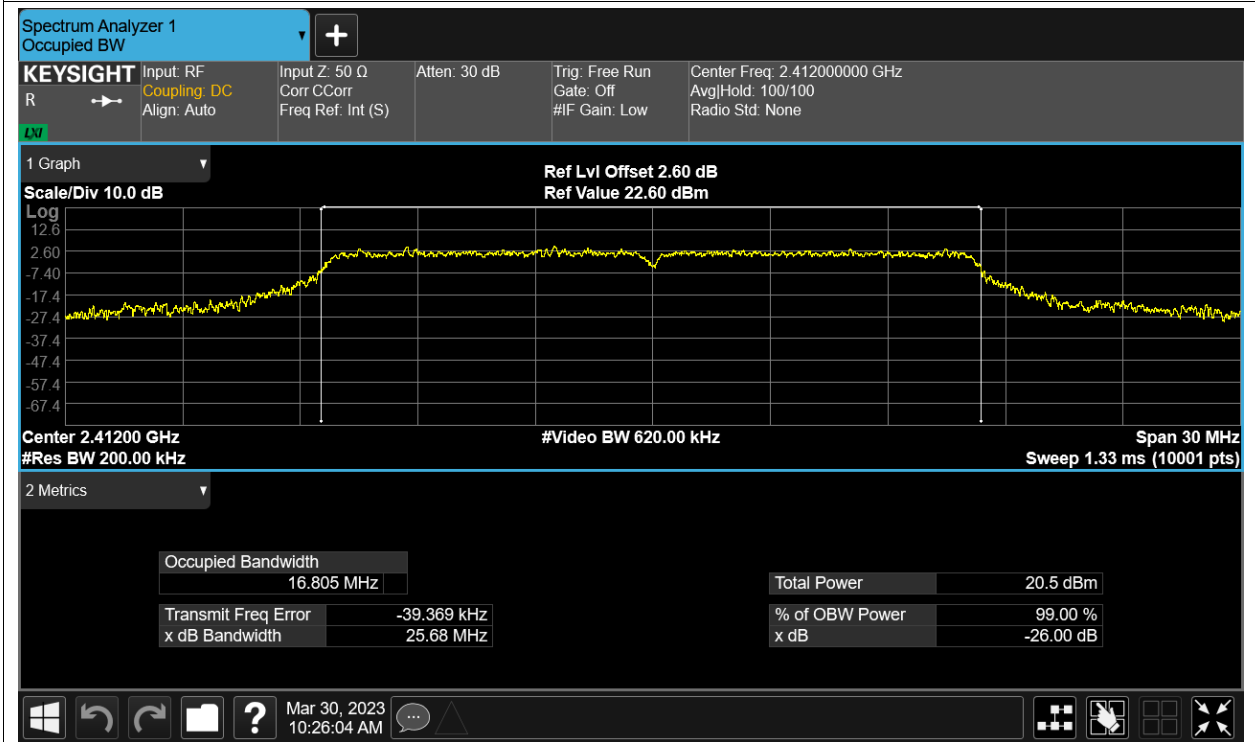 Spectrum Analyzer 1
Occupied BW
KEYSIGHT
R
LXI
Input: RF
Coupling: DC
Align: Auto
Input Z: 50 Ω
Corr CCorr
Freq Ref: Int (S)
Atten: 30 dB
Trig: Free Run
Gate: Off
#IF Gain: Low
Center Freq: 2.412000000 GHz
Avg|Hold: 100/100
Radio Std: None
1 Graph
Ref Lvl Offset 2.60 dB
Scale/Div 10.0 dB
Ref Value 22.60 dBm
Log
12.6
2.60
-7.40
-17.4
-27.4
-37.4
-47.4
-57.4
-67.4
Center 2.41200 GHz
#Video BW 620.00 kHz
Span 30 MHz
#Res BW 200.00 kHz
Sweep 1.33 ms (10001 pts)
2 Metrics
Occupied Bandwidth
16.805 MHz
Total Power 20.5 dBm
Transmit Freq Error -39.369 kHz
% of OBW Power 99.00 %
x dB Bandwidth 25.68 MHz
x dB -26.00 dB
?
Mar 30, 2023
10:26:04 AM